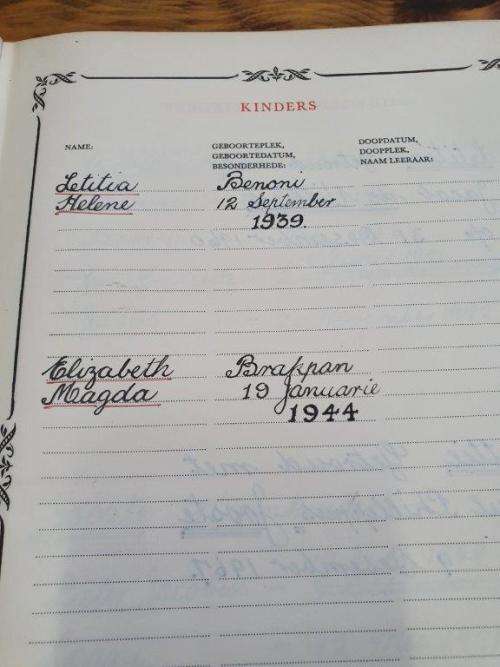 KINDERS
NAME: GEBOORTEPLEK, GEBOORTEDATUM, BESONDERHEDE: DOOPDATUM, DOOPPLEK, NAAM LERAAR:
Letitia Benoni
Helene 12 September
1939.
Elizabeth Brakpan
Magda 19 Januarie
1944